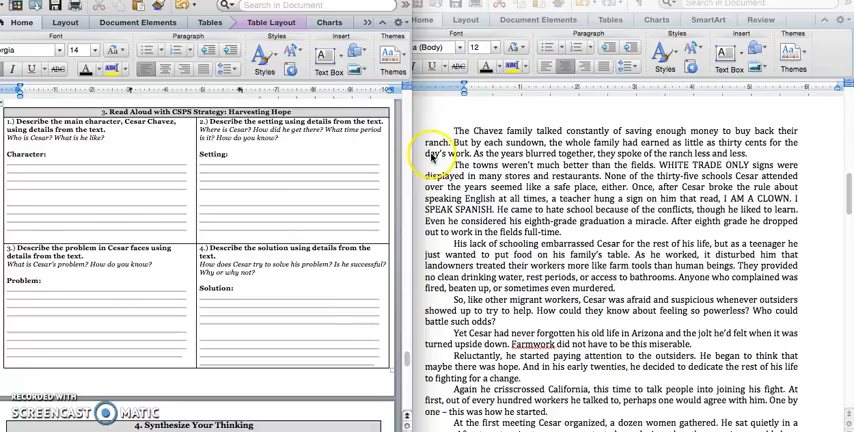 Search in Document
Search in Document
Home Layout Document Elements Tables Table Layout Charts
Home Layout Document Elements Tables Charts SmartArt Review
Font Paragraph Styles Insert Themes
Font Paragraph Styles Insert Themes
14
(Body) 12
Styles Text Box Themes
Styles Text Box Themes
3. Read Aloud with CSPS Strategy: Harvesting Hope
1.) Describe the main character, Cesar Chavez,
using details from the text.
Who is Cesar? What is he like?
Character:
2.) Describe the setting using details from the text.
Where is Cesar? How did he get there? What time period
is it? How do you know?
Setting:
3.) Describe the problem in Cesar faces using
details from the text.
What is Cesar's problem? How do you know?
Problem:
4.) Describe the solution using details from the
text.
How does Cesar try to solve his problem? Is he successful?
Why or why not?
Solution:
4. Synthesize Your Thinking
RECORDED WITH
SCREENCAST MATIC
The Chavez family talked constantly of saving enough money to buy back their
ranch. But by each sundown, the whole family had earned as little as thirty cents for the
day's work. As the years blurred together, they spoke of the ranch less and less.
The towns weren't much better than the fields. WHITE TRADE ONLY signs were
displayed in many stores and restaurants. None of the thirty-five schools Cesar attended
over the years seemed like a safe place, either. Once, after Cesar broke the rule about
speaking English at all times, a teacher hung a sign on him that read, I AM A CLOWN. I
SPEAK SPANISH. He came to hate school because of the conflicts, though he liked to learn.
Even he considered his eighth-grade graduation a miracle. After eighth grade he dropped
out to work in the fields full-time.
His lack of schooling embarrassed Cesar for the rest of his life, but as a teenager he
just wanted to put food on his family's table. As he worked, it disturbed him that
landowners treated their workers more like farm tools than human beings. They provided
no clean drinking water, rest periods, or access to bathrooms. Anyone who complained was
fired, beaten up, or sometimes even murdered.
So, like other migrant workers, Cesar was afraid and suspicious whenever outsiders
showed up to try to help. How could they know about feeling so powerless? Who could
battle such odds?
Yet Cesar had never forgotten his old life in Arizona and the jolt he'd felt when it was
turned upside down. Farmwork did not have to be this miserable.
Reluctantly, he started paying attention to the outsiders. He began to think that
maybe there was hope. And in his early twenties, he decided to dedicate the rest of his life
to fighting for a change.
Again he crisscrossed California, this time to talk people into joining his fight. At
first, out of every hundred workers he talked to, perhaps one would agree with him. One by
one – this was how he started.
At the first meeting Cesar organized, a dozen women gathered. He sat quietly in a